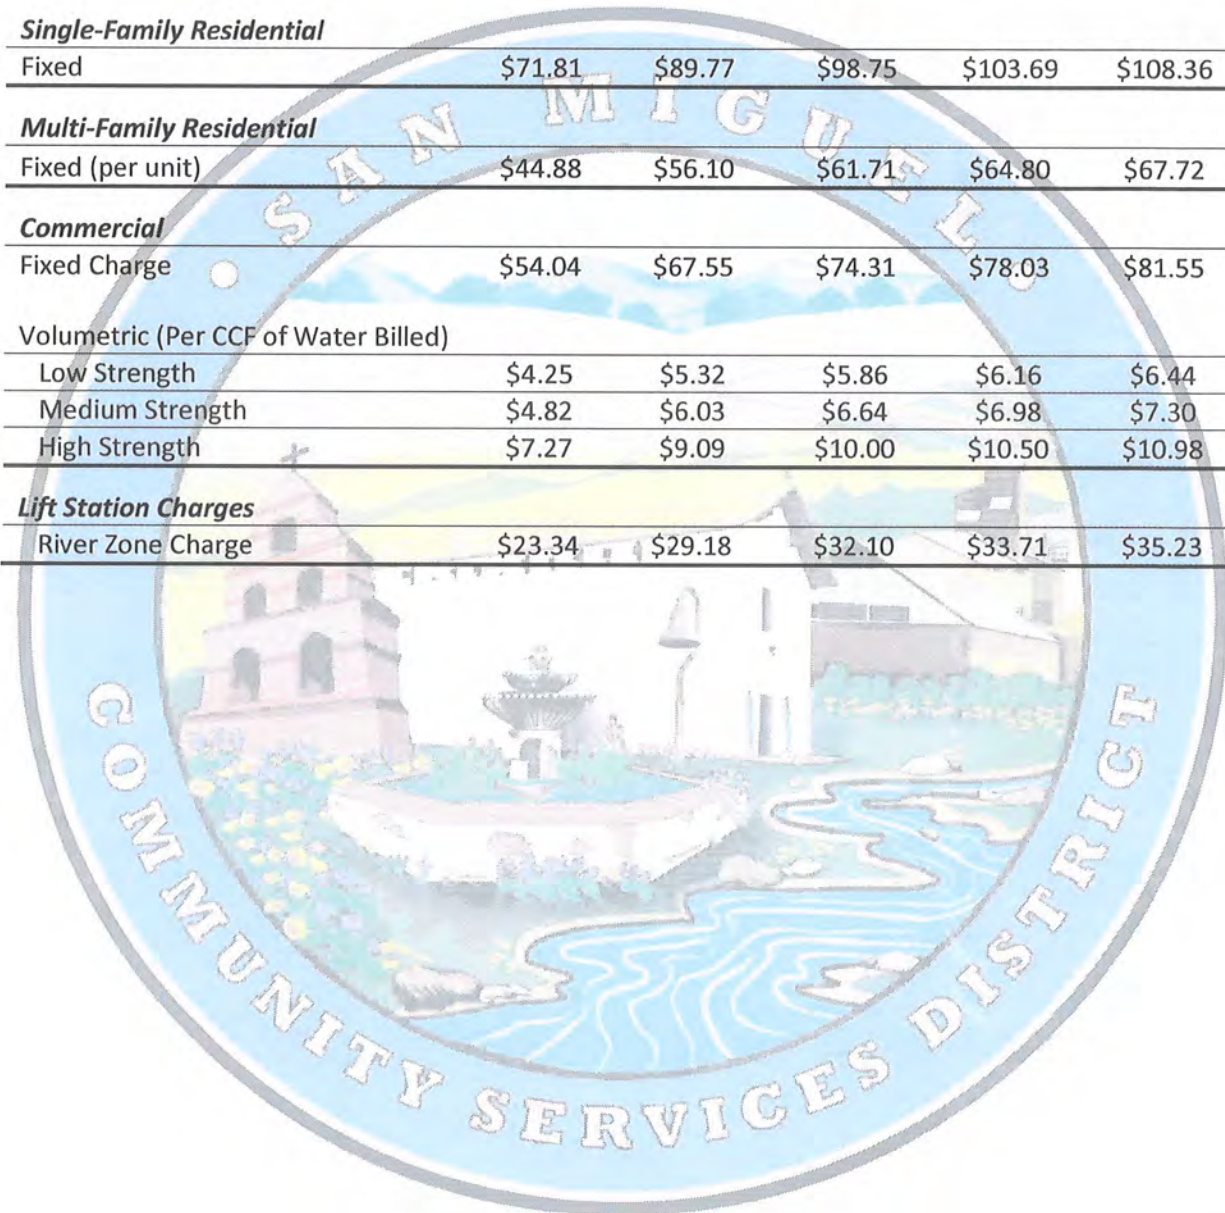 Single-Family Residential
Fixed $71.81 $89.77 $98.75 $103.69 $108.36
Multi-Family Residential
Fixed (per unit) $44.88 $56.10 $61.71 $64.80 $67.72
Commercial
Fixed Charge $54.04 $67.55 $74.31 $78.03 $81.55
Volumetric (Per CCF of Water Billed)
Low Strength $4.25 $5.32 $5.86 $6.16 $6.44
Medium Strength $4.82 $6.03 $6.64 $6.98 $7.30
High Strength $7.27 $9.09 $10.00 $10.50 $10.98
Lift Station Charges
River Zone Charge $23.34 $29.18 $32.10 $33.71 $35.23
SAN MIGUEL
COMMUNITY SERVICES DISTRICT